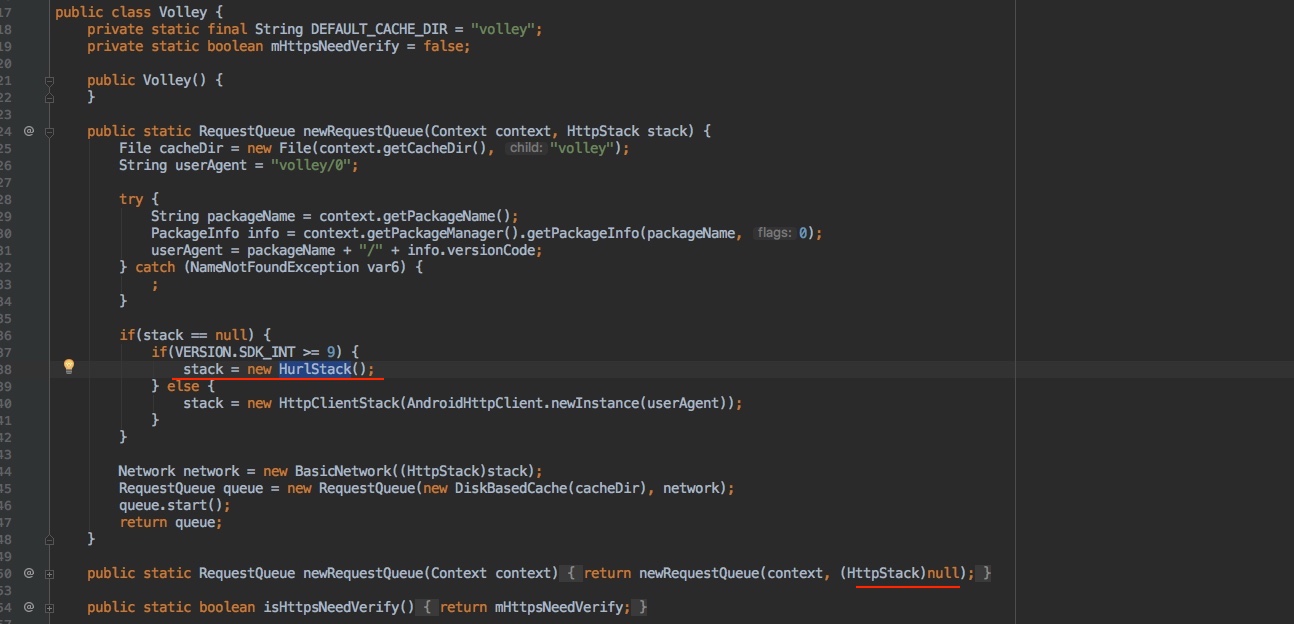 17 public class Volley {
18 private static final String DEFAULT_CACHE_DIR = "volley";
19 private static boolean mHttpsNeedVerify = false;
20
21 public Volley() {
22 }
23
24 @ public static RequestQueue newRequestQueue(Context context, HttpStack stack) {
25 File cacheDir = new File(context.getCacheDir(), child: "volley");
26 String userAgent = "volley/0";
27
28 try {
29 String packageName = context.getPackageName();
30 PackageInfo info = context.getPackageManager().getPackageInfo(packageName, flags: 0);
31 userAgent = packageName + "/" + info.versionCode;
32 } catch (NameNotFoundException var6) {
33 ;
34 }
35
36 if(stack == null) {
37 if(VERSION.SDK_INT >= 9) {
38 stack = new HurlStack();
39 } else {
40 stack = new HttpClientStack(AndroidHttpClient.newInstance(userAgent));
41 }
42 }
43
44 Network network = new BasicNetwork((HttpStack)stack);
45 RequestQueue queue = new RequestQueue(new DiskBasedCache(cacheDir), network);
46 queue.start();
47 return queue;
48 }
49
50 @ public static RequestQueue newRequestQueue(Context context) { return newRequestQueue(context, (HttpStack)null); }
53
54 @ public static boolean isHttpsNeedVerify() { return mHttpsNeedVerify; }
57